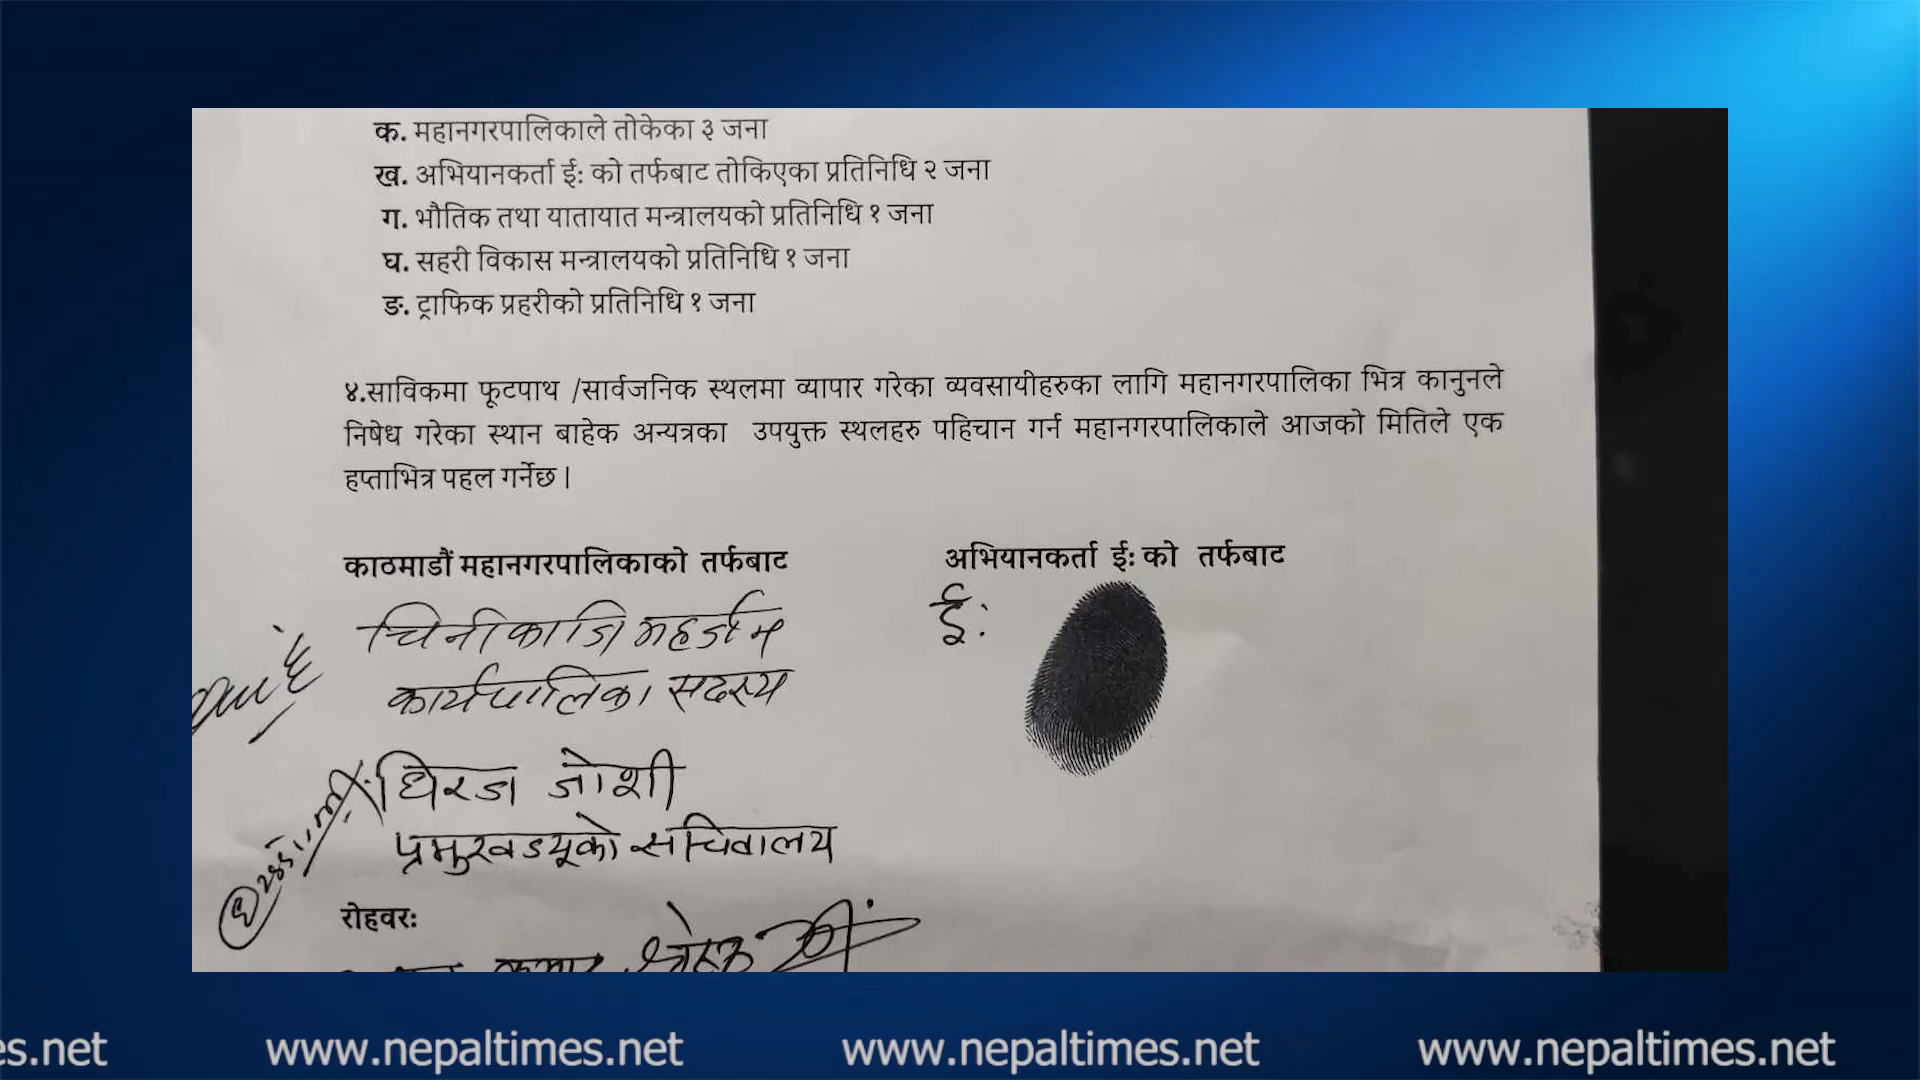 क. महानगरपालिकाले तोकेका ३ जना
ख. अभियानकर्ता ई: को तर्फबाट तोकिएका प्रतिनिधि २ जना
ग. भौतिक तथा यातायात मन्त्रालयको प्रतिनिधि १ जना
घ. सहरी विकास मन्त्रालयको प्रतिनिधि १ जना
ङ. ट्राफिक प्रहरीको प्रतिनिधि १ जना
४.साविकमा फूटपाथ /सार्वजनिक स्थलमा व्यापार गरेका व्यवसायीहरुका लागि महानगरपालिका भित्र कानुनले
निषेध गरेका स्थान बाहेक अन्यत्रका उपयुक्त स्थलहरु पहिचान गर्न महानगरपालिकाले आजको मितिले एक
हप्ताभित्र पहल गर्नेछ ।
काठमाडौं महानगरपालिकाको तर्फबाट
अभियानकर्ता ई: को तर्फबाट
ई:
चिनी काजि महर्जन
कार्यपालिका सदस्य
धिरज जोशी
प्रमुखज्यूको सचिवालय
रोहवर:
es.net www.nepaltimes.net www.nepaltimes.net www.nepaltimes.net